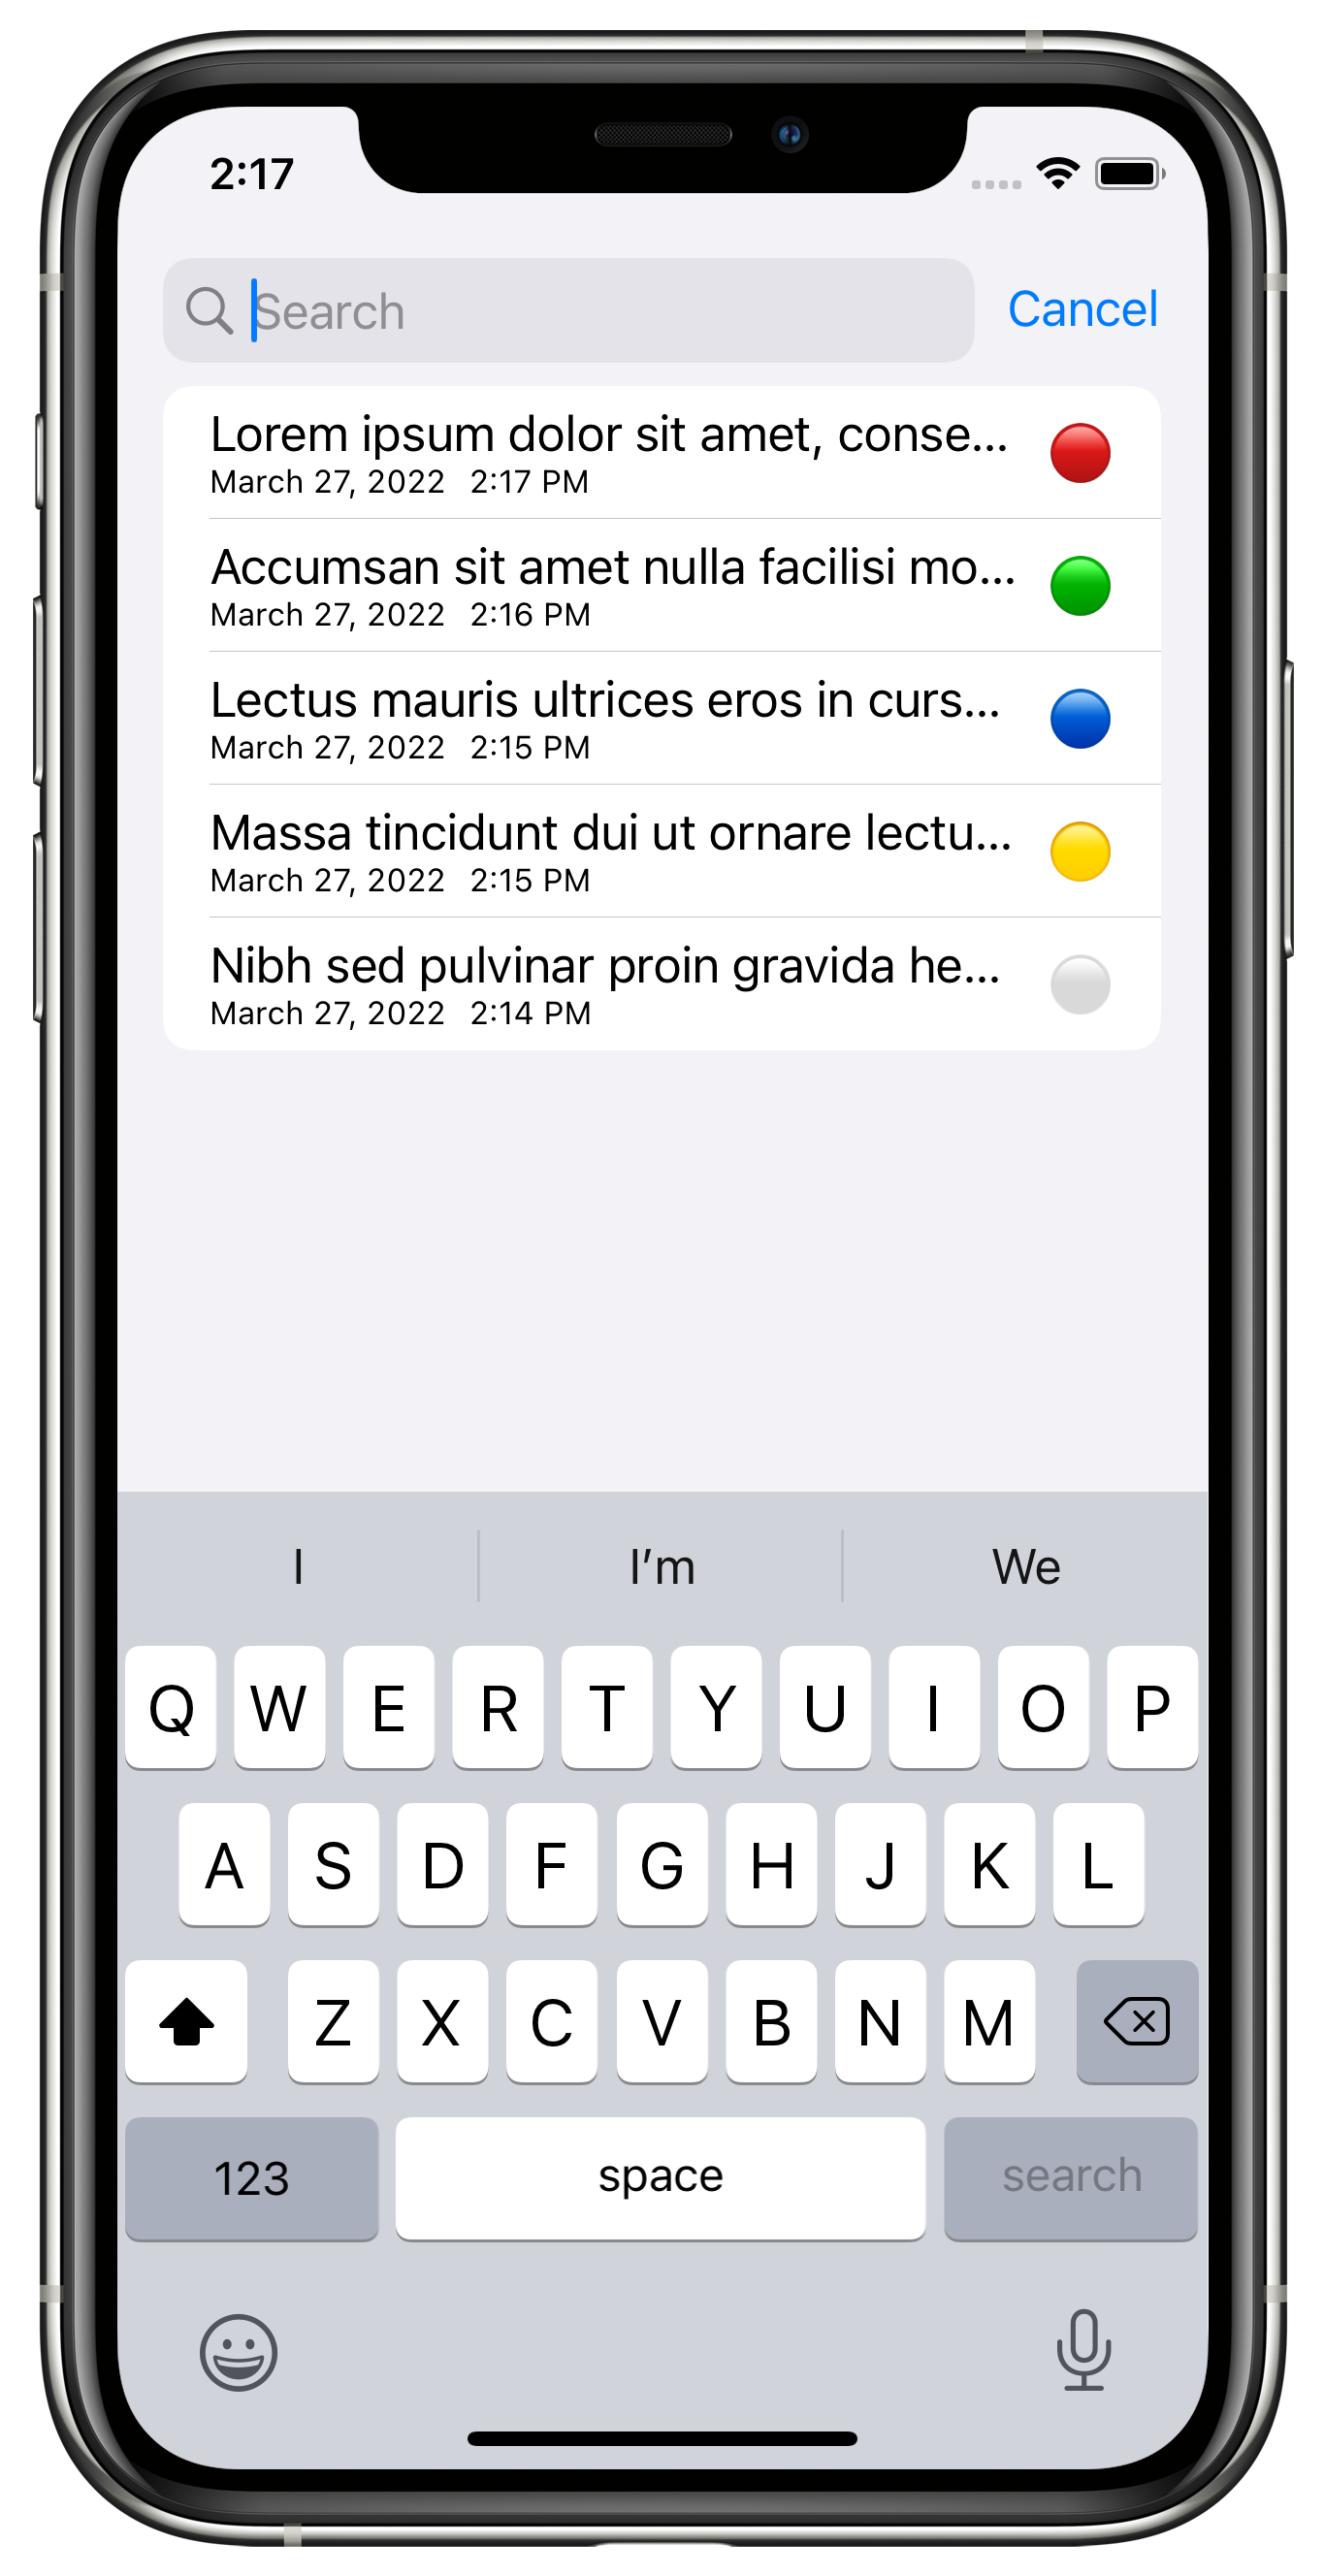 2:17
Search Cancel
Lorem ipsum dolor sit amet, conse...
March 27, 2022 2:17 PM
Accumsan sit amet nulla facilisi mo...
March 27, 2022 2:16 PM
Lectus mauris ultrices eros in curs...
March 27, 2022 2:15 PM
Massa tincidunt dui ut ornare lectu...
March 27, 2022 2:15 PM
Nibh sed pulvinar proin gravida he...
March 27, 2022 2:14 PM
I I’m We
Q W E R T Y U I O P
A S D F G H J K L
Z X C V B N M
123 space search